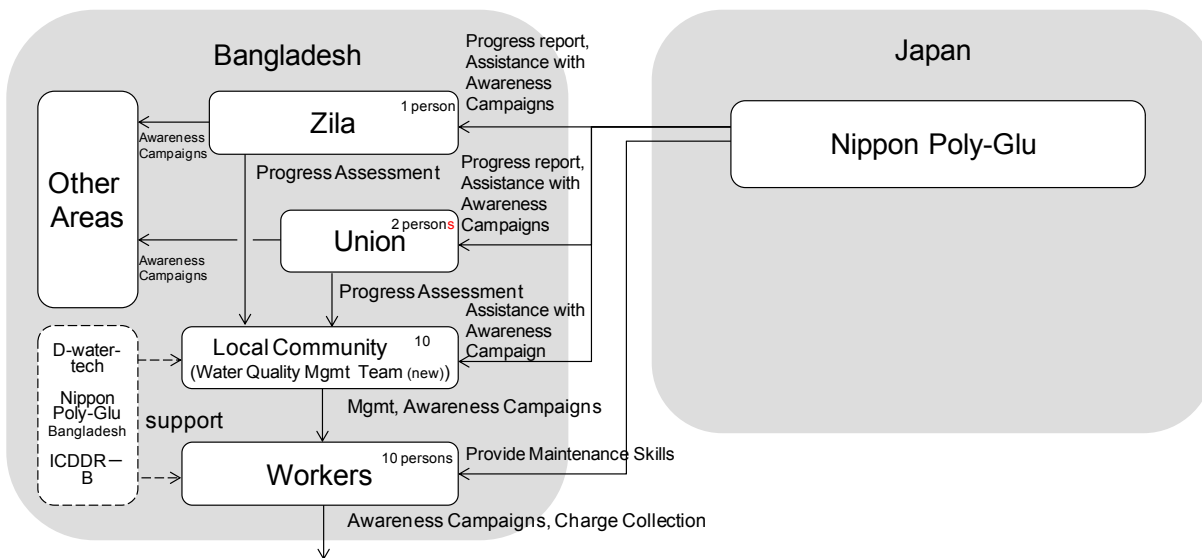 Bangladesh
Japan
Progress report,
Assistance with
Awareness
Campaigns
1 person
Zila
Nippon Poly-Glu
Awareness
Campaigns
Progress Assessment
Other
Areas
Progress report,
Assistance with
Awareness
Campaigns
2 persons
Union
Awareness
Campaigns
Progress Assessment
Assistance with
Awareness
Campaign
Local Community 10
(Water Quality Mgmt Team (new))
D-water-
tech
Nippon
Poly-Glu
Bangladesh
ICDDR－
B
support
Mgmt, Awareness Campaigns
10 persons
Workers
Provide Maintenance Skills
Awareness Campaigns, Charge Collection